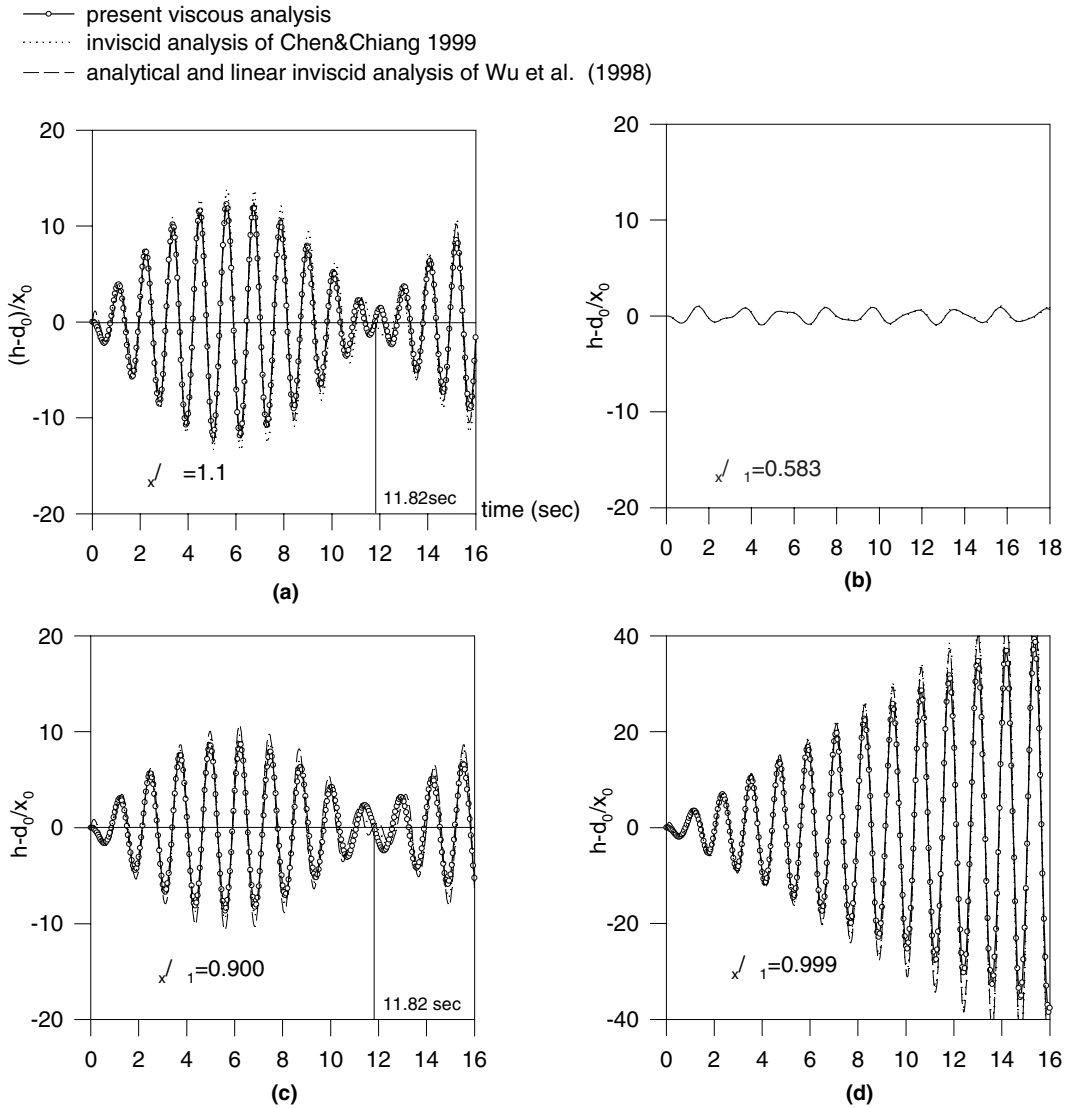 present viscous analysis
inviscid analysis of Chen&Chiang 1999
analytical and linear inviscid analysis of Wu et al. (1998)
(h-d0)/x0
20
10
0
-10
-20
x/ =1.1
11.82sec
time (sec)
0 2 4 6 8 10 12 14 16
(a)
h-d0/x0
20
10
0
-10
-20
x/ 1=0.583
0 2 4 6 8 10 12 14 16 18
(b)
h-d0/x0
20
10
0
-10
-20
x/ 1=0.900
11.82 sec
0 2 4 6 8 10 12 14 16
(c)
h-d0/x0
40
20
0
-20
-40
x/ 1=0.999
0 2 4 6 8 10 12 14 16
(d)